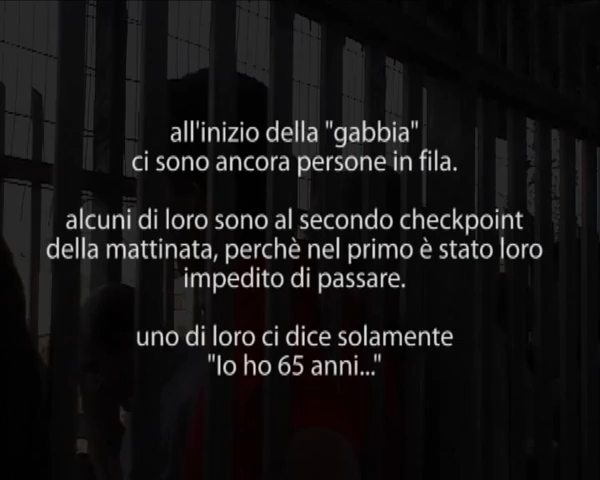 all'inizio della "gabbia"
ci sono ancora persone in fila.
alcuni di loro sono al secondo checkpoint
della mattinata, perchè nel primo è stato loro
impedito di passare.
uno di loro ci dice solamente
"Io ho 65 anni..."